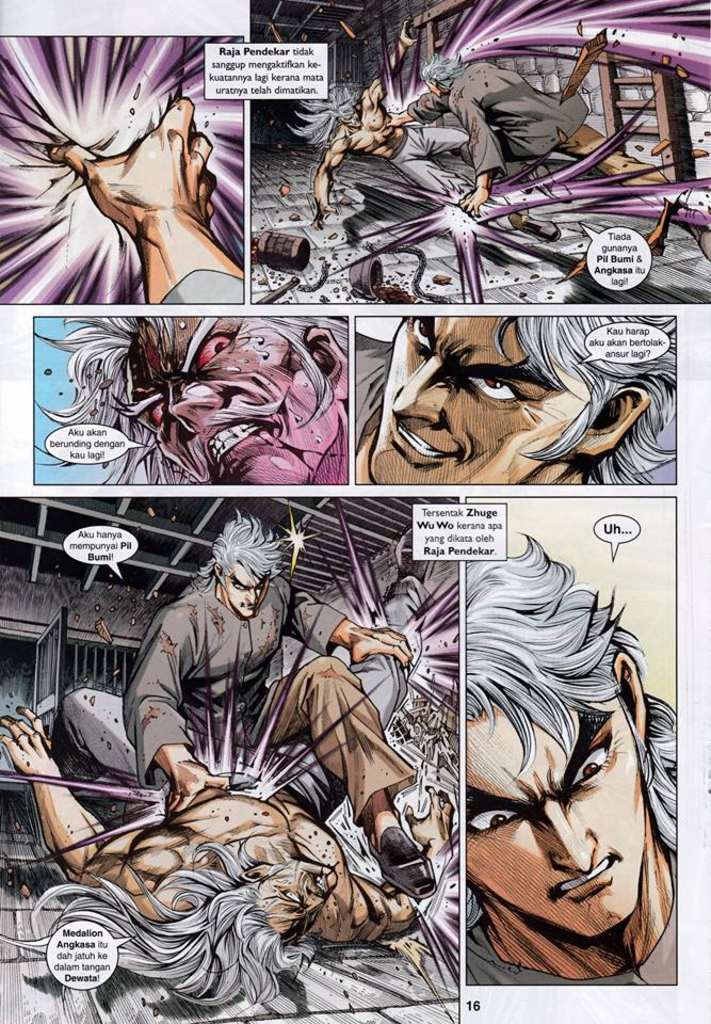 Raja Pendekar tidak
sanggup mengaktifkan ke-
kuatannya lagi kerana mata
uratnya telah dimatikan.
Tiada
gunanya
Pil Bumi &
Angkasa itu
lagi!
Aku akan
berunding dengan
kau lagi!
Kau harap
aku akan bertolak-
ansur lagi?
Aku hanya
mempunyai Pil
Bumi!
Tersentak Zhuge
Wu Wo kerana apa
yang dikata oleh
Raja Pendekar.
Uh...
Medalion
Angkasa itu
dah jatuh ke
dalam tangan
Dewata!
16